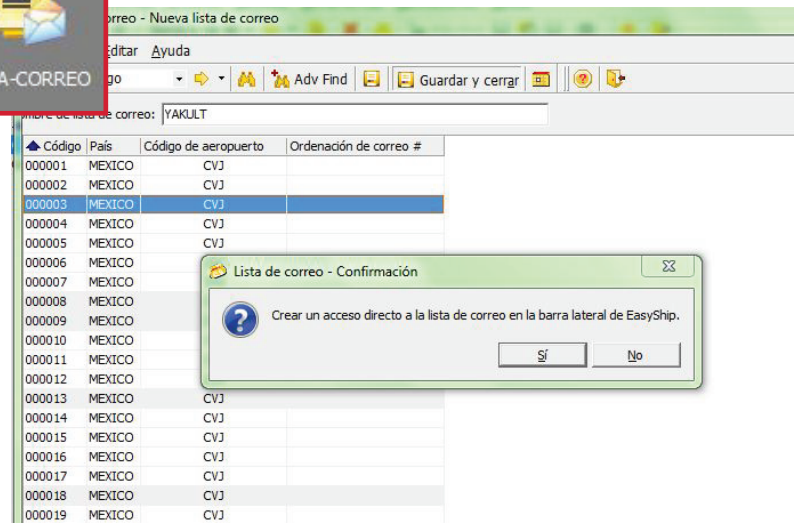 A-CORREO
orreo - Nueva lista de correo
Editar Ayuda
go Adv Find Guardar y cerrar
ombre de lista de correo: YAKULT
Código País Código de aeropuerto Ordenación de correo #
000001 MEXICO CVJ
000002 MEXICO CVJ
000003 MEXICO CVJ
000004 MEXICO CVJ
000005 MEXICO CVJ
000006 MEXICO
000007 MEXICO
000008 MEXICO
000009 MEXICO
000010 MEXICO
000011 MEXICO
000012 MEXICO
000013 MEXICO CVJ
000014 MEXICO CVJ
000015 MEXICO CVJ
000016 MEXICO CVJ
000017 MEXICO CVJ
000018 MEXICO CVJ
000019 MEXICO CVJ
Lista de correo - Confirmación
Crear un acceso directo a la lista de correo en la barra lateral de EasyShip.
Sí No